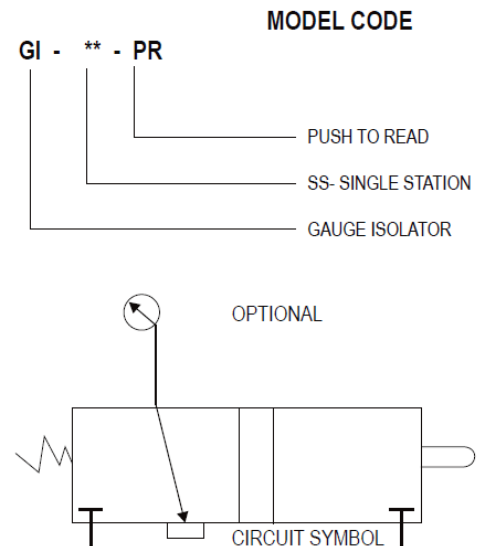 MODEL CODE
GI - ** - PR
PUSH TO READ
SS- SINGLE STATION
GAUGE ISOLATOR
OPTIONAL
CIRCUIT SYMBOL